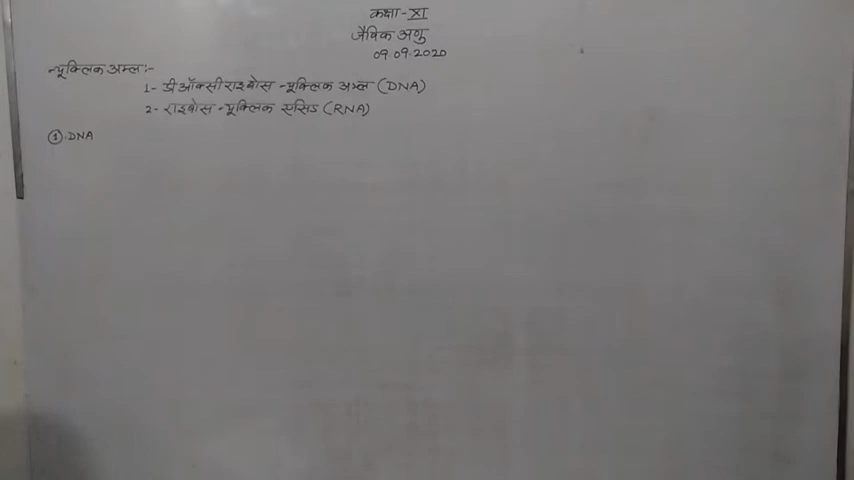 कक्षा-XI
जैविक अणु
09.09.2020
न्यूक्लिक अम्लः-
1- डीऑक्सीराइबोस न्यूक्लिक अम्ल (DNA)
2- राइबोस न्यूक्लिक एसिड (RNA)
①.DNA